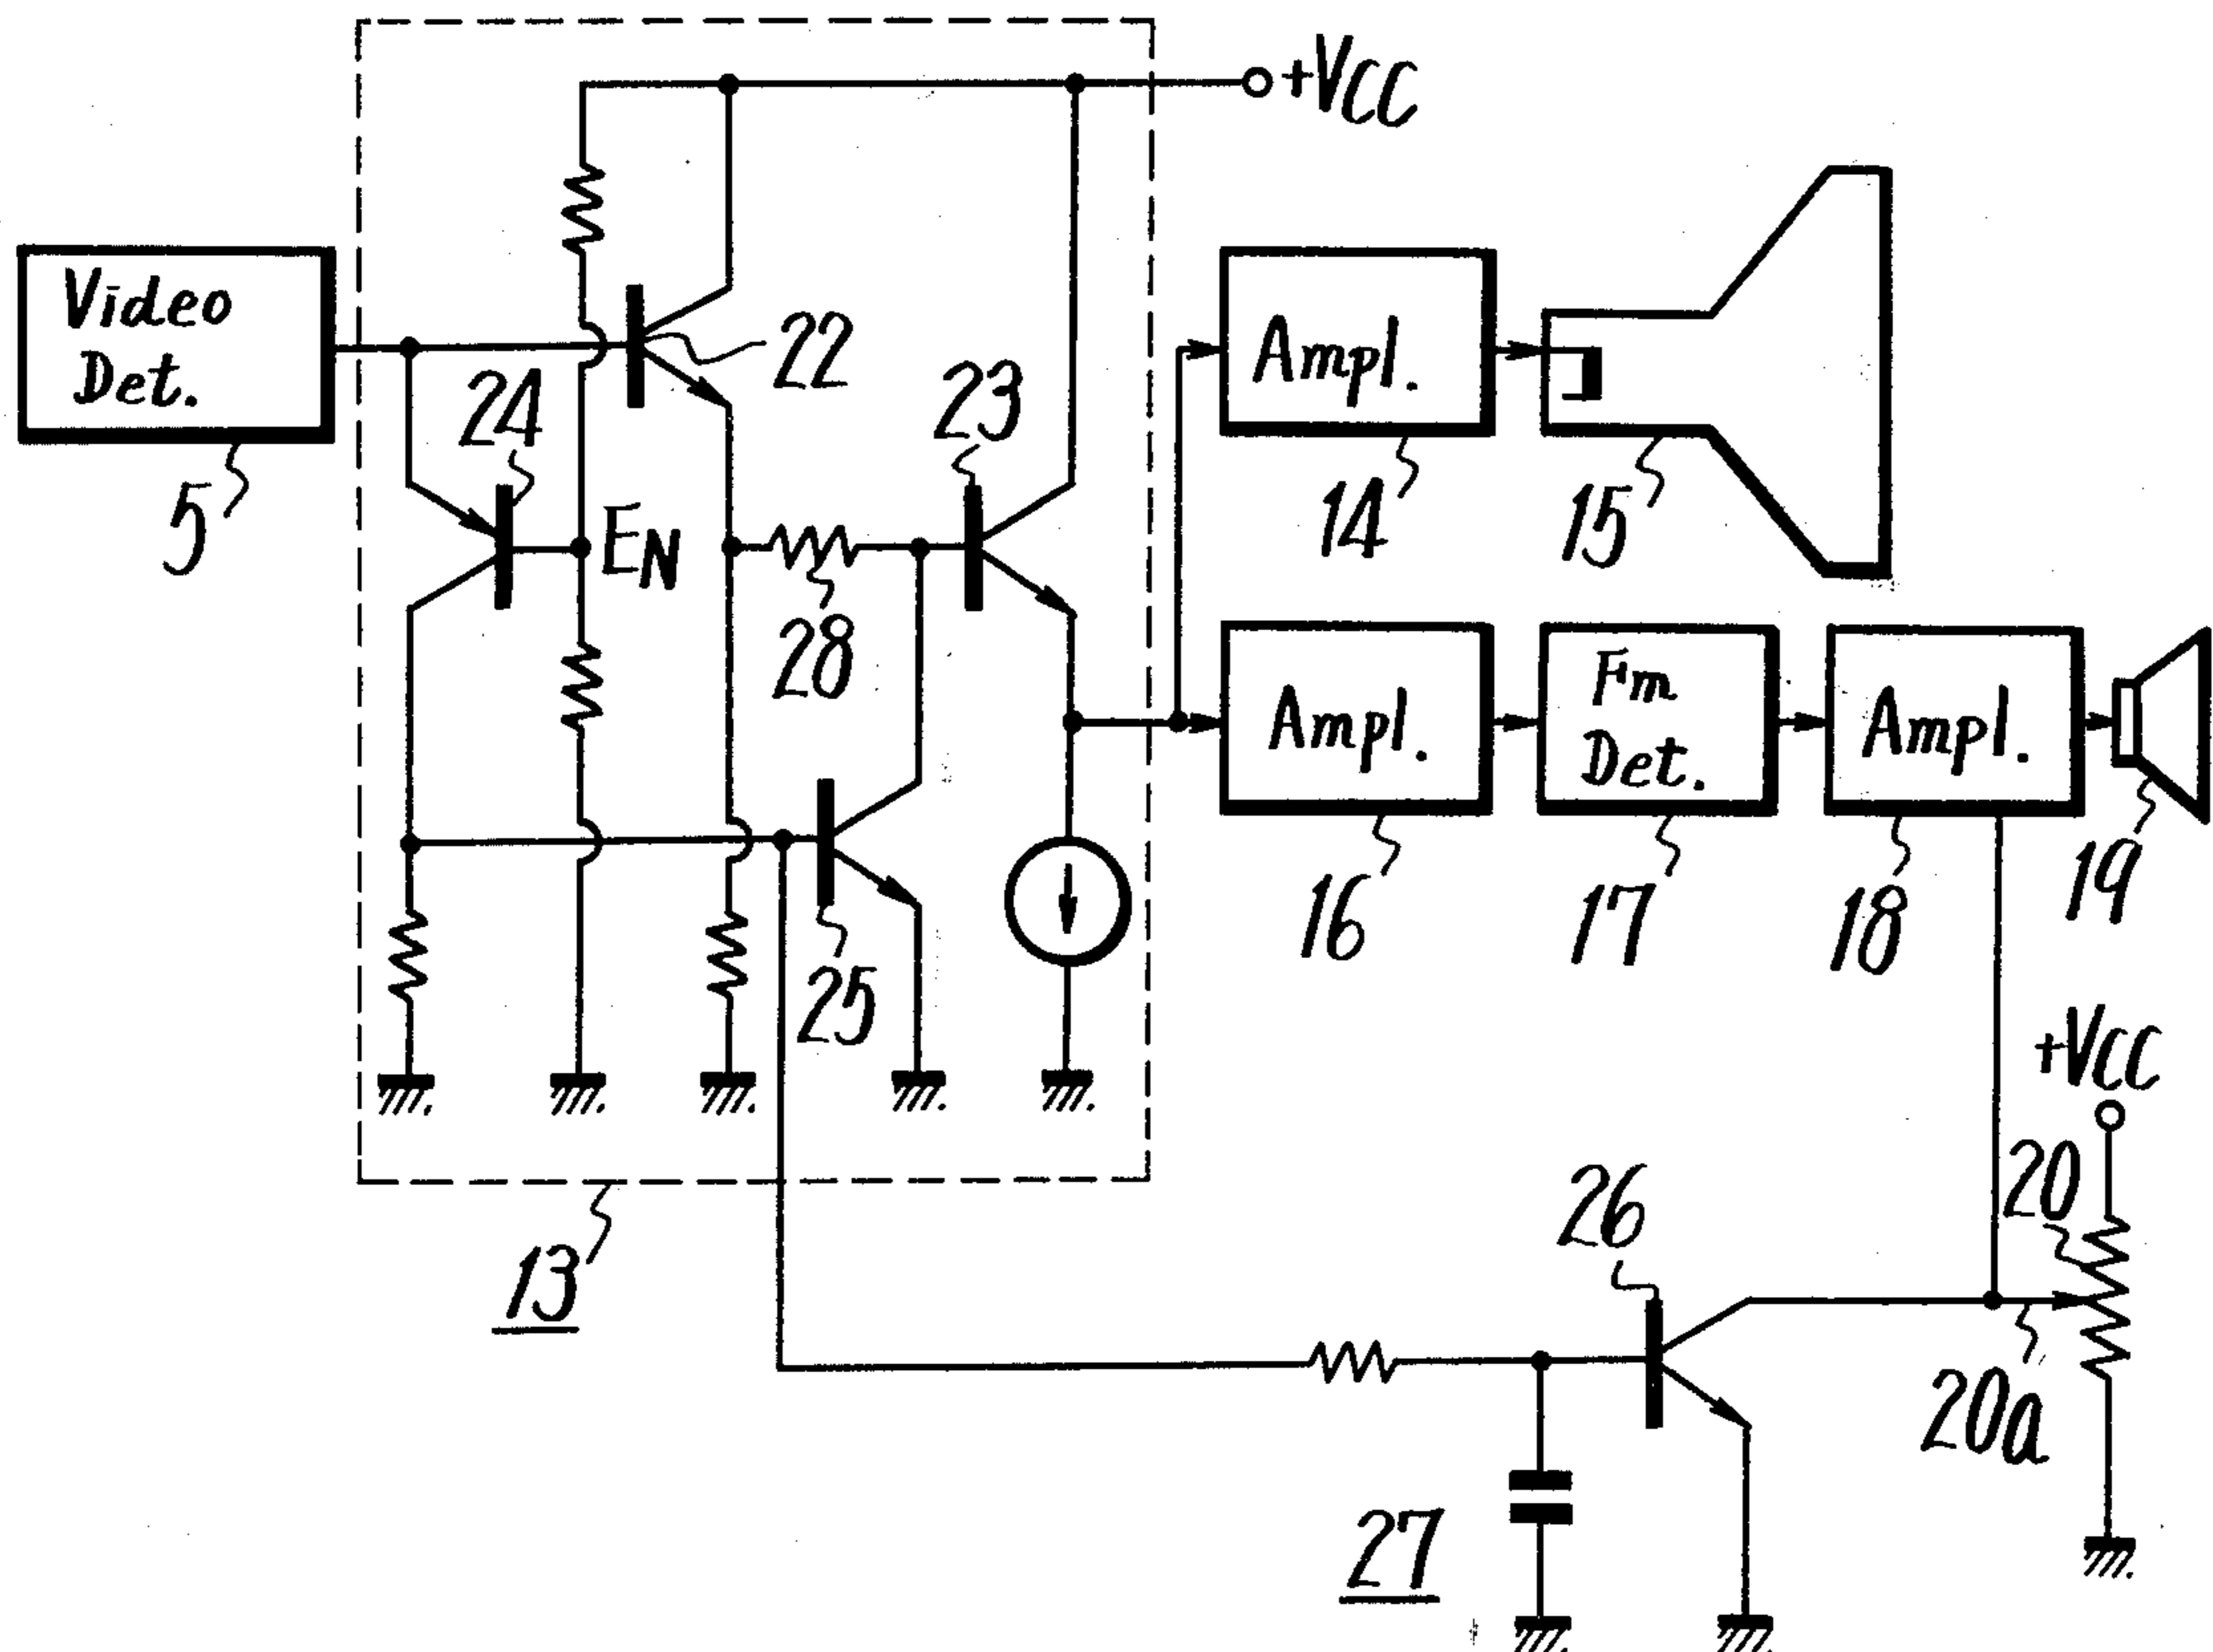 +VCC
Video
Det.
22
24
23
Ampl.
5
EN
14
15
28
Ampl.
Fm
Det.
Ampl.
25
16
17
18
19
+VCC
13
26
20
20a
27